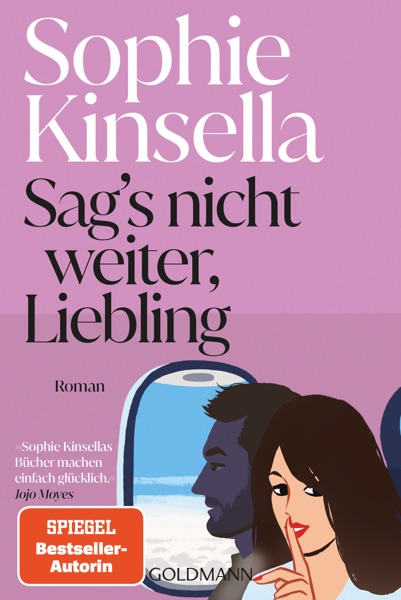 Sophie
Kinsella
Sag's nicht
weiter,
Liebling
Roman
»Sophie Kinsellas
Bücher machen
einfach glücklich.«
Jojo Moyes
SPIEGEL
Bestseller-
Autorin
GOLDMANN